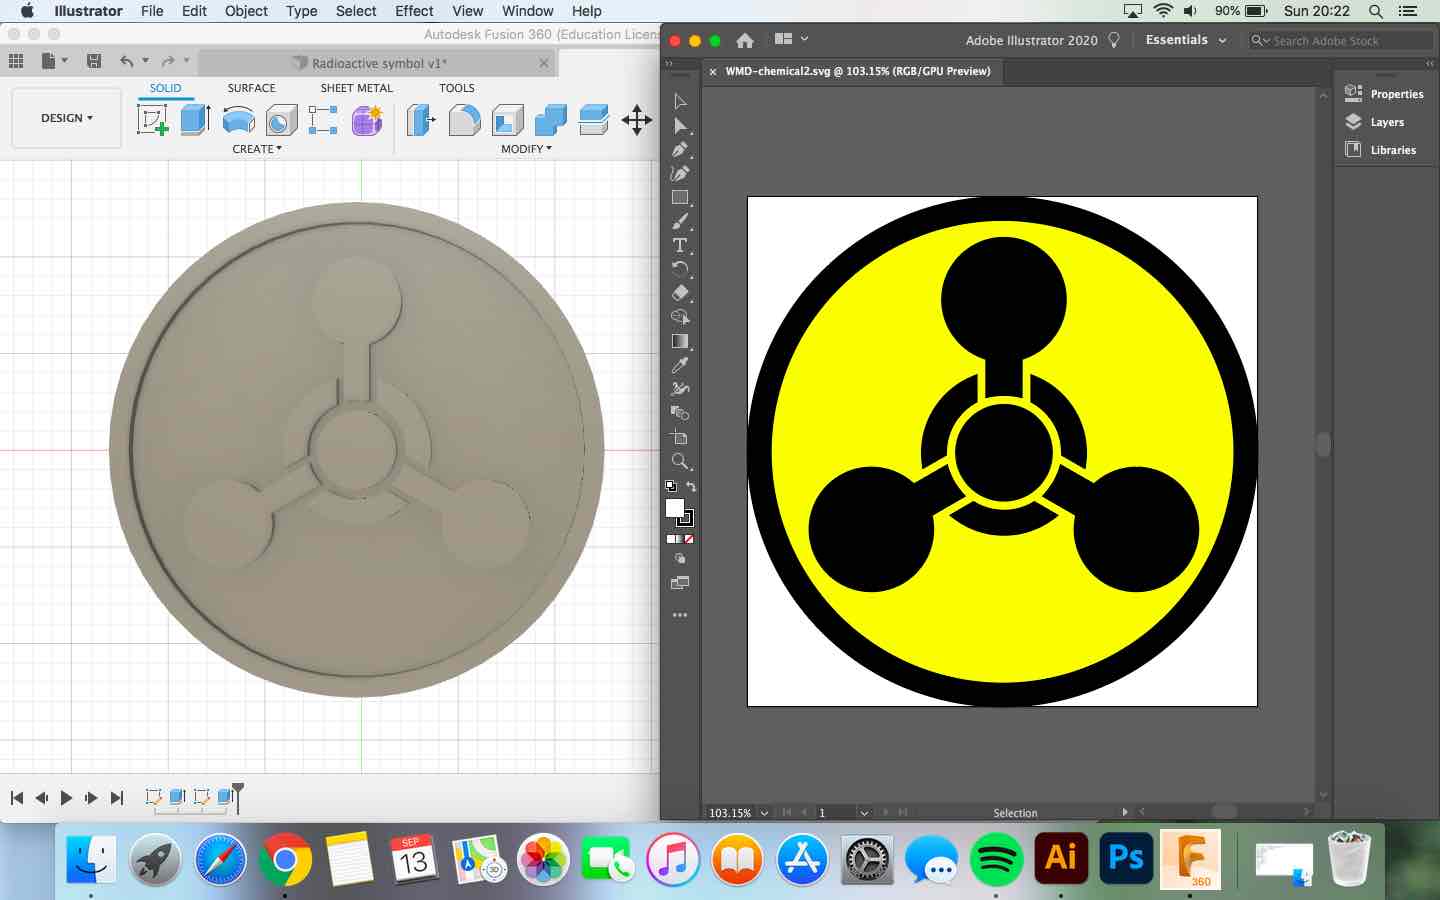 Illustrator File Edit Object Type Select Effect View Window Help 90% Sun 20:22
Autodesk Fusion 360 (Education Licens
Radioactive symbol v1*
SOLID SURFACE SHEET METAL TOOLS
DESIGN
CREATE MODIFY
Adobe Illustrator 2020 Essentials Search Adobe Stock
WMD-chemical2.svg @ 103.15% (RGB/GPU Preview)
Properties
Layers
Libraries
103.15% 1 Selection
SEP
13
3D
Ai
Ps
F
360